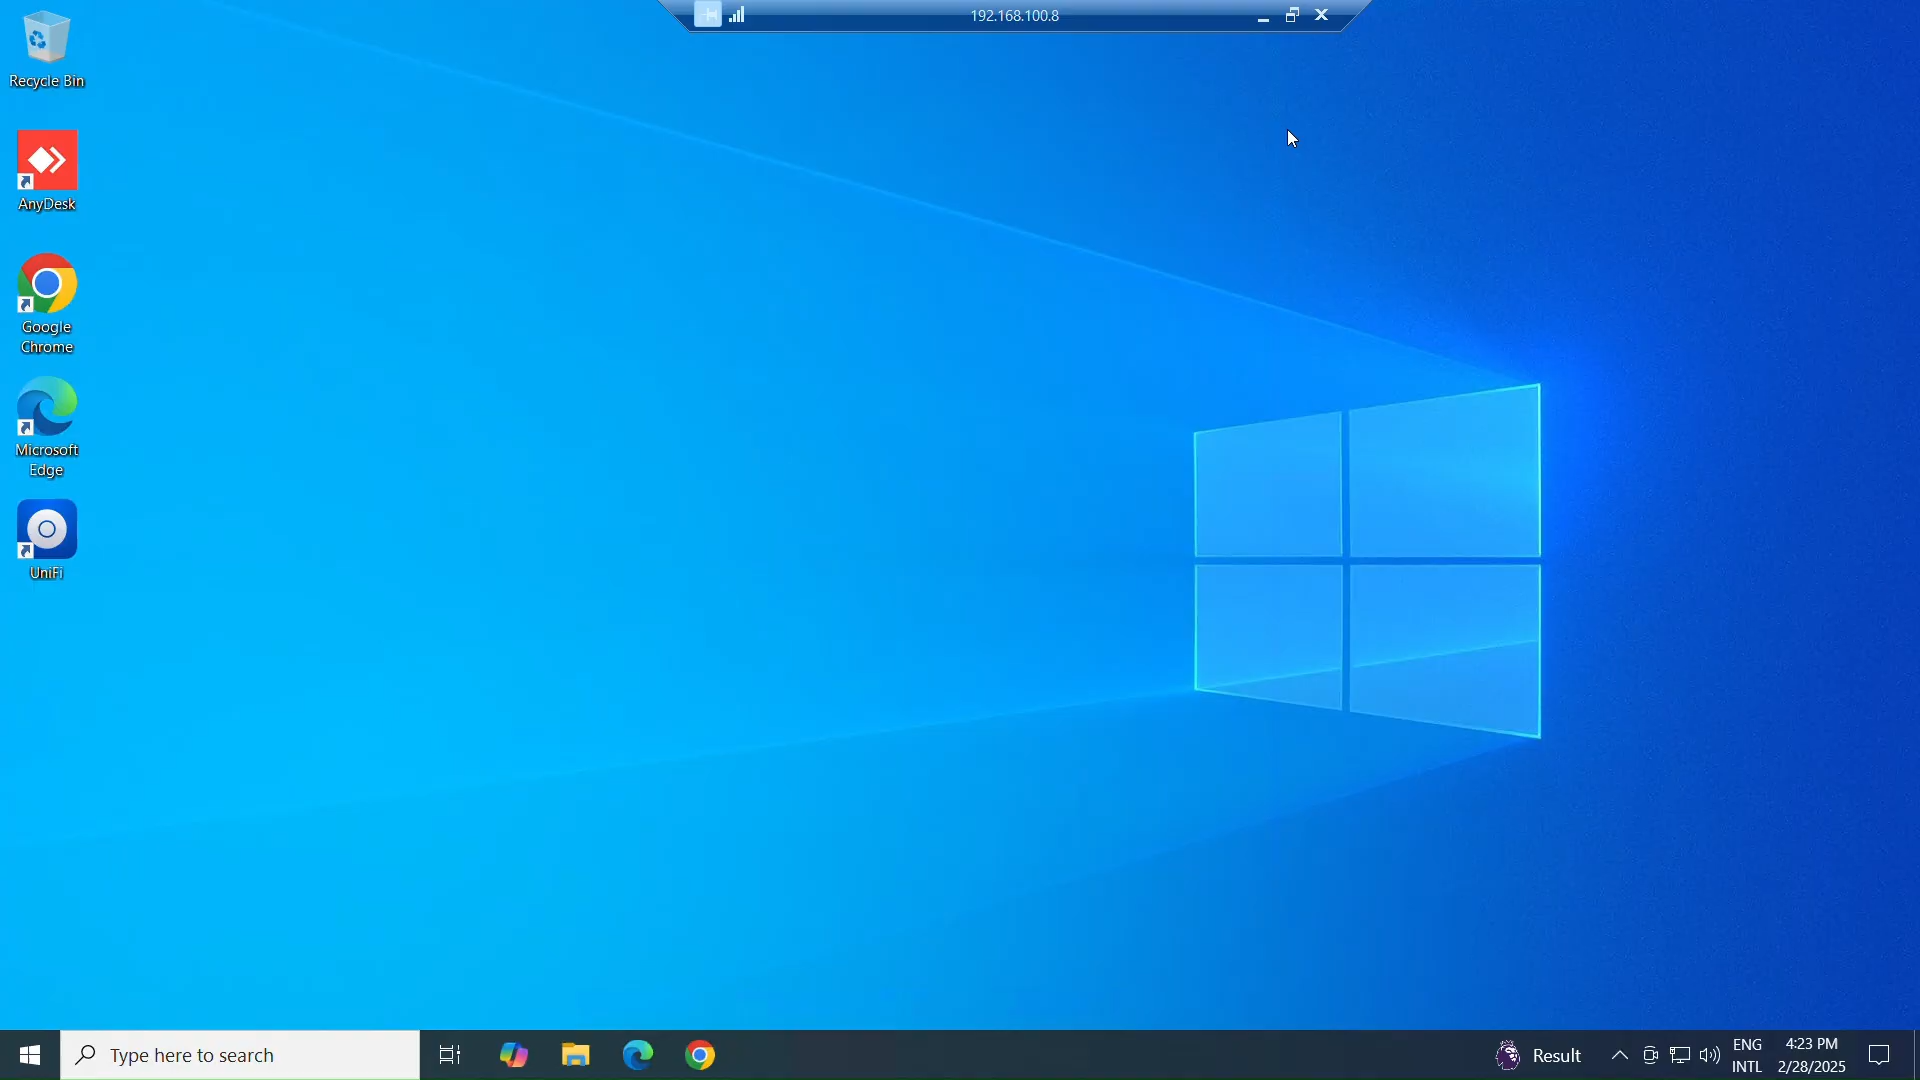 192.168.100.8
Recycle Bin
AnyDesk
Google
Chrome
Microsoft
Edge
UniFi
Type here to search
Result
ENG
INTL
4:23 PM
2/28/2025